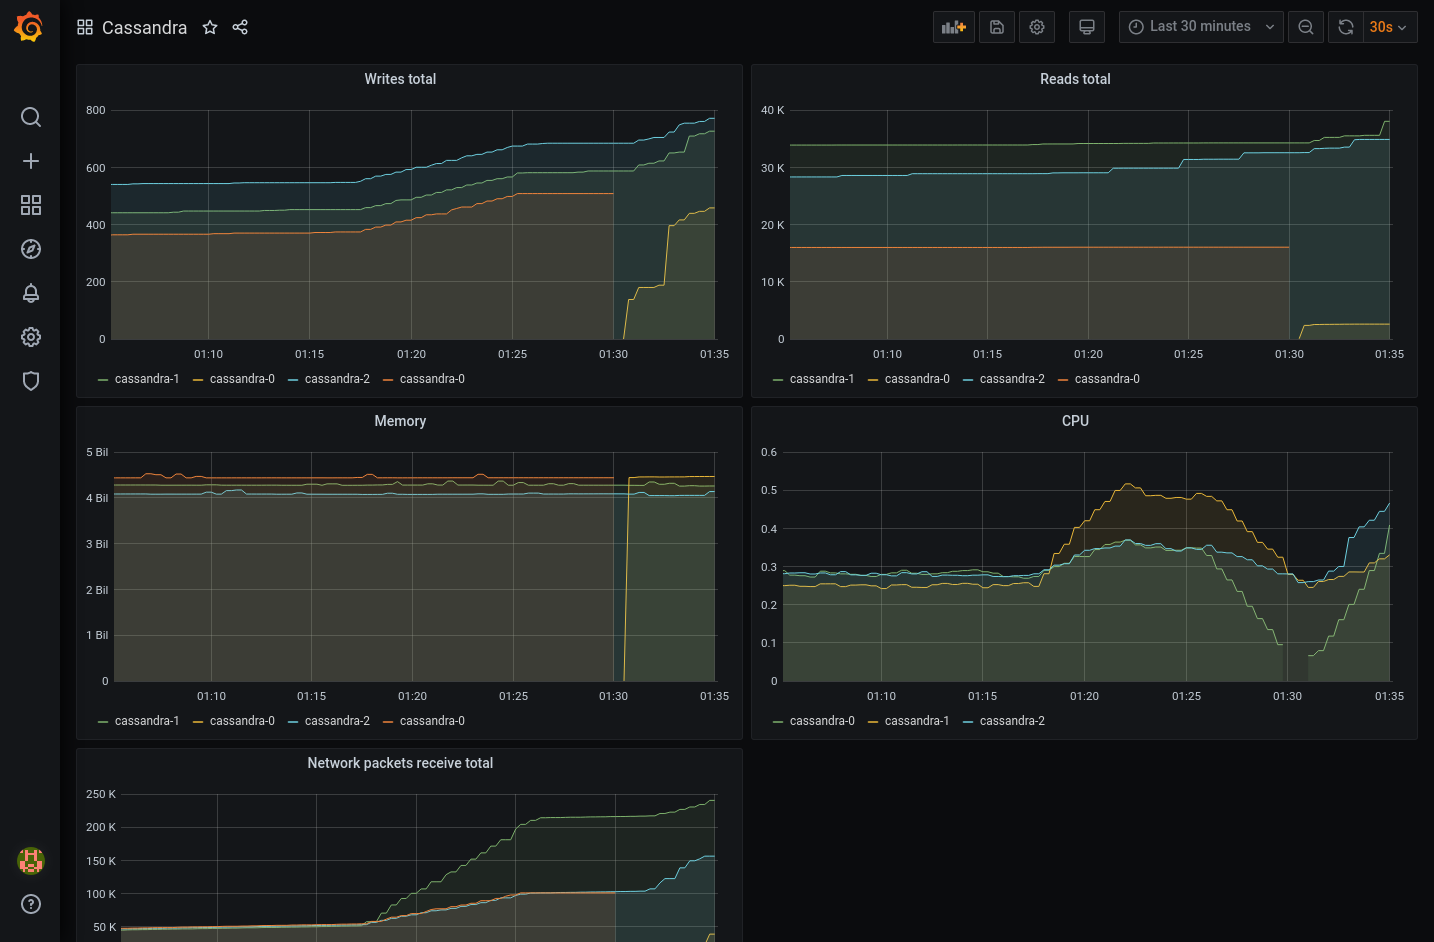 Cassandra
Last 30 minutes
30s
Writes total
800
600
400
200
0
01:10 01:15 01:20 01:25 01:30 01:35
cassandra-1 cassandra-0 cassandra-2 cassandra-0
Reads total
40 K
30 K
20 K
10 K
0
01:10 01:15 01:20 01:25 01:30 01:35
cassandra-1 cassandra-0 cassandra-2 cassandra-0
Memory
5 Bil
4 Bil
3 Bil
2 Bil
1 Bil
0
01:10 01:15 01:20 01:25 01:30 01:35
cassandra-1 cassandra-0 cassandra-2 cassandra-0
CPU
0.6
0.5
0.4
0.3
0.2
0.1
0
01:10 01:15 01:20 01:25 01:30 01:35
cassandra-0 cassandra-1 cassandra-2
Network packets receive total
250 K
200 K
150 K
100 K
50 K